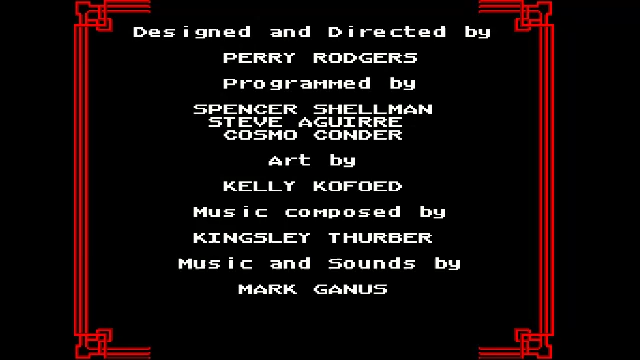 Designed and Directed by
PERRY RODGERS
Programmed by
SPENCER SHELLMAN
STEVE AGUIRRE
COSMO CONDER
Art by
KELLY KOFOED
Music composed by
KINGSLEY THURBER
Music and Sounds by
MARK GANUS